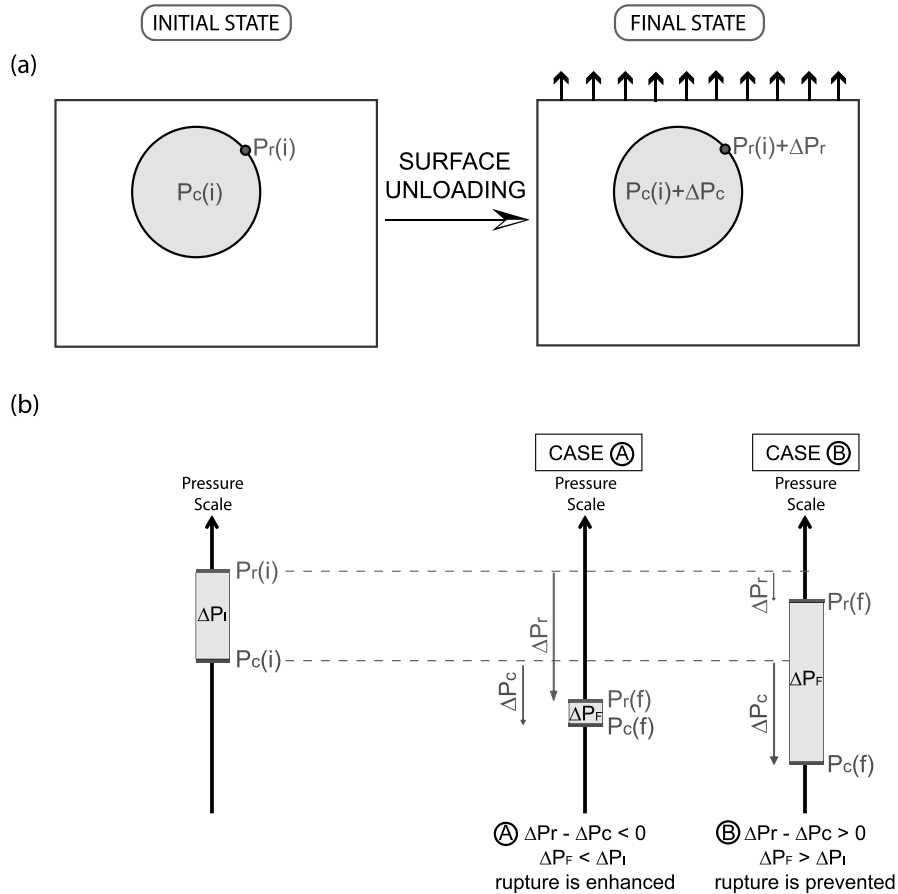 INITIAL STATE
FINAL STATE
(a)
Pr(i)
Pc(i)
SURFACE
UNLOADING
Pr(i)+ΔPr
Pc(i)+ΔPc
(b)
CASE A
CASE B
Pressure
Scale
Pressure
Scale
Pressure
Scale
Pr(i)
ΔPI
Pc(i)
ΔPr
ΔPc
Pr(f)
ΔPF
Pc(f)
ΔPr
Pr(f)
ΔPF
ΔPc
Pc(f)
A ΔPr - ΔPc < 0
ΔPF < ΔPI
rupture is enhanced
B ΔPr - ΔPc > 0
ΔPF > ΔPI
rupture is prevented